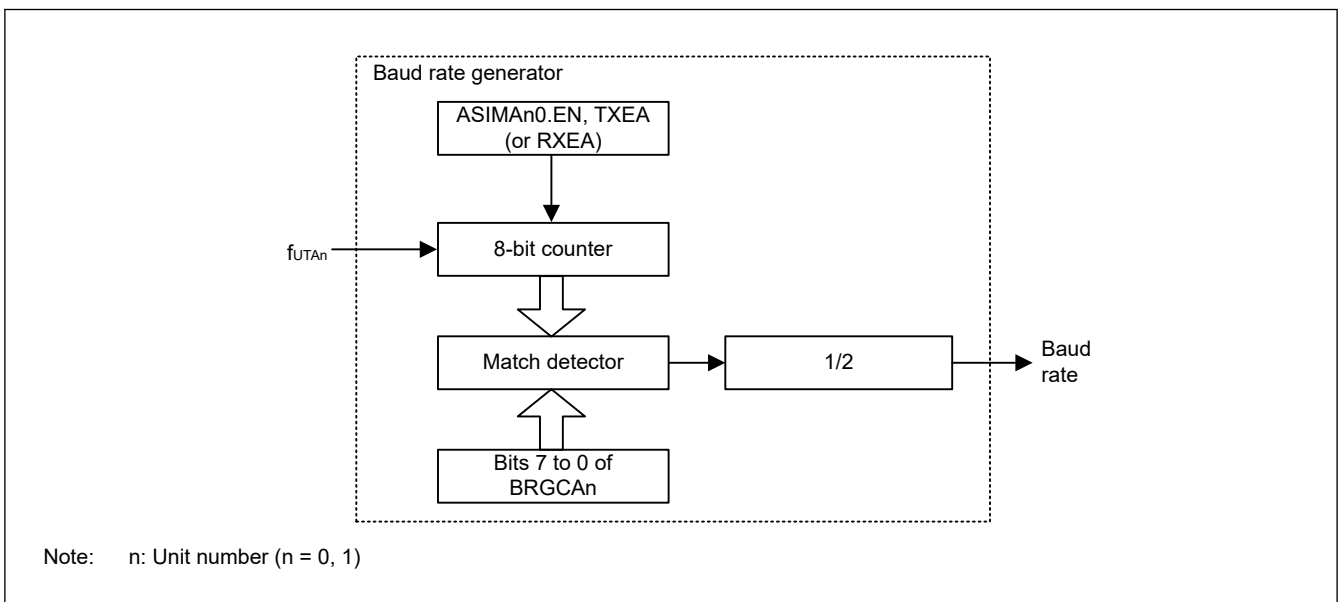 Baud rate generator
ASIMAn0.EN, TXEA
(or RXEA)
fUTAn
8-bit counter
Match detector
1/2
Baud
rate
Bits 7 to 0 of
BRGCAn
Note: n: Unit number (n = 0, 1)